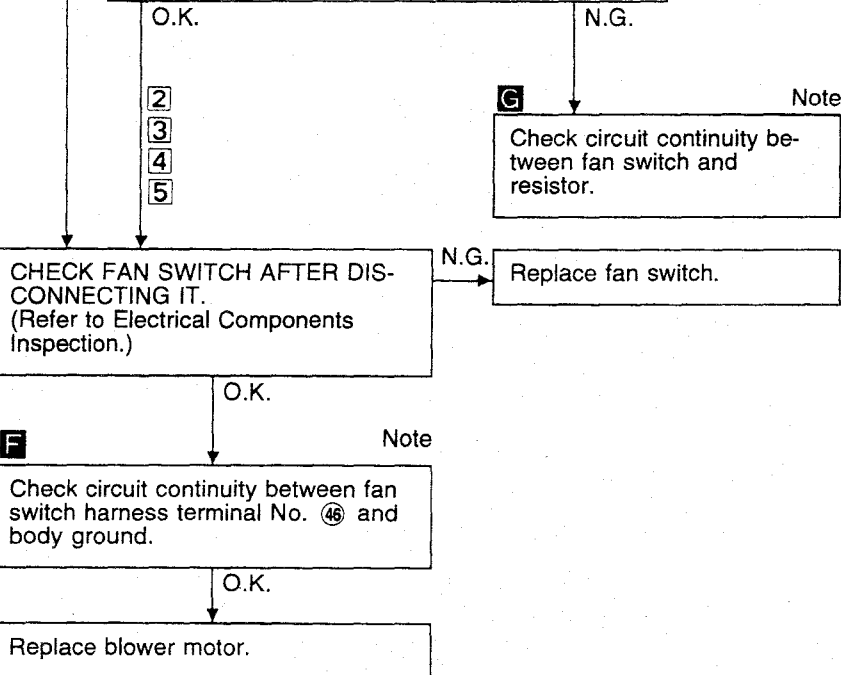 O.K.
N.G.
2
3
4
5
G
Note
Check circuit continuity be-
tween fan switch and
resistor.
CHECK FAN SWITCH AFTER DIS-
CONNECTING IT.
(Refer to Electrical Components
Inspection.)
N.G.
Replace fan switch.
O.K.
F
Note
Check circuit continuity between fan
switch harness terminal No. ㊻ and
body ground.
O.K.
Replace blower motor.